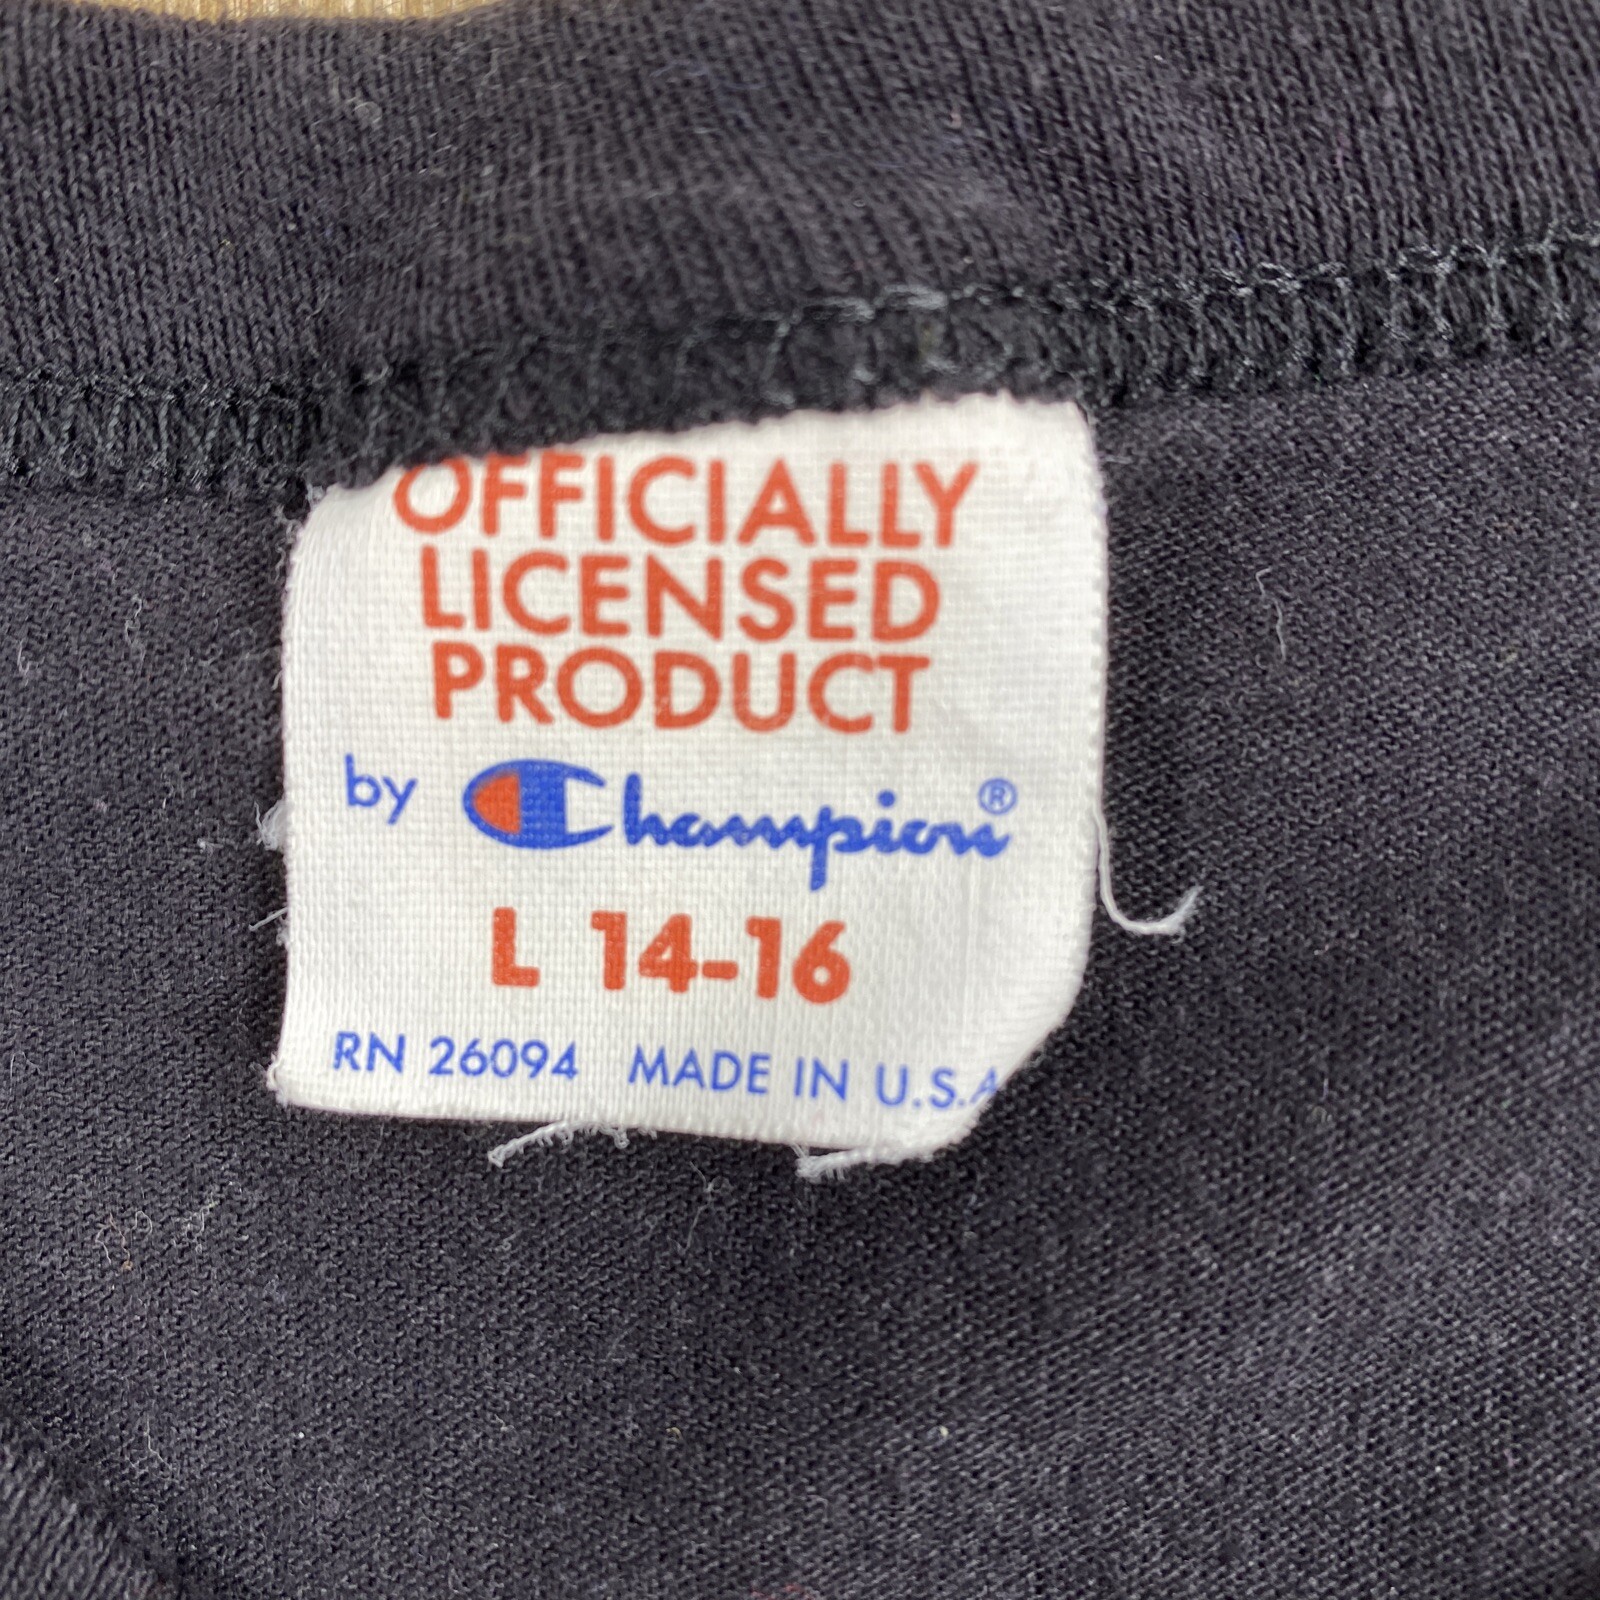 OFFICIALLY
LICENSED
PRODUCT
by Champion®
L 14-16
RN 26094 MADE IN U.S.A